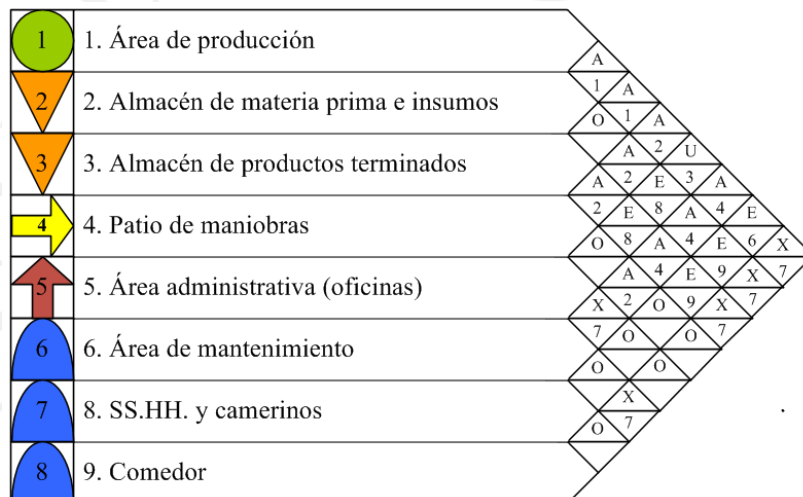 1 1. Área de producción
A
1 A
2 2. Almacén de materia prima e insumos
O 1 A
A 2 U
3 3. Almacén de productos terminados
A 2 E 3 A
2 E 8 A 4 E
4 4. Patio de maniobras
O 8 A 4 E 6 X
A 4 E 9 X 7
5 5. Área administrativa (oficinas)
X 2 O 9 X 7
7 O O 7
6 6. Área de mantenimiento
O O
X
7 8. SS.HH. y camerinos
O 7
8 9. Comedor